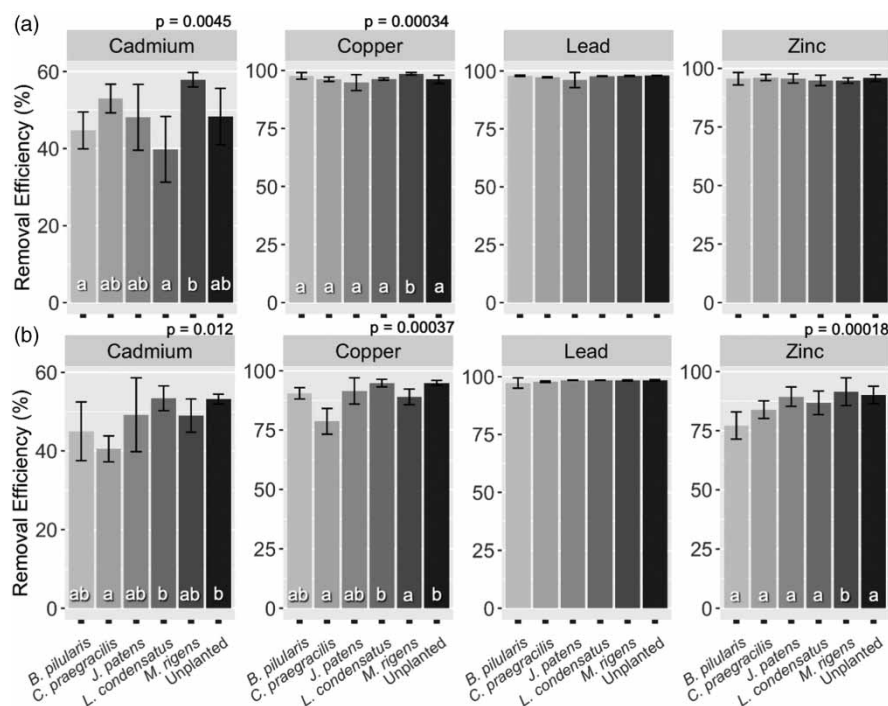 (a)
p = 0.0045
p = 0.00034
Cadmium
Copper
Lead
Zinc
Removal Efficiency (%)
60
40
20
0
a
ab
ab
a
b
ab
100
75
50
25
0
a
a
a
a
b
a
100
75
50
25
0
100
75
50
25
0
(b)
p = 0.012
p = 0.00037
p = 0.00018
Cadmium
Copper
Lead
Zinc
Removal Efficiency (%)
60
40
20
0
ab
a
ab
b
ab
b
100
75
50
25
0
ab
a
ab
b
a
b
100
75
50
25
0
100
75
50
25
0
a
a
a
a
b
a
B. pilularis
C. praegracilis
J. patens
L. condensatus
M. rigens
Unplanted
B. pilularis
C. praegracilis
J. patens
L. condensatus
M. rigens
Unplanted
B. pilularis
C. praegracilis
J. patens
L. condensatus
M. rigens
Unplanted
B. pilularis
C. praegracilis
J. patens
L. condensatus
M. rigens
Unplanted